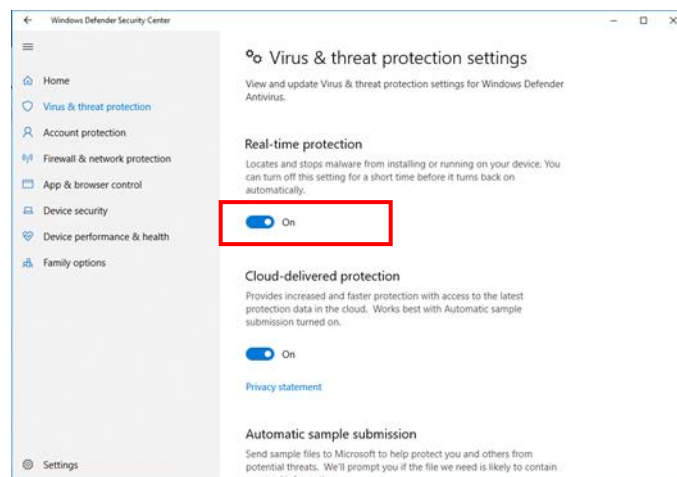 Windows Defender Security Center
Home
Virus & threat protection
Account protection
Firewall & network protection
App & browser control
Device security
Device performance & health
Family options
Settings
Virus & threat protection settings
View and update Virus & threat protection settings for Windows Defender
Antivirus.
Real-time protection
Locates and stops malware from installing or running on your device. You
can turn off this setting for a short time before it turns back on
automatically.
On
Cloud-delivered protection
Provides increased and faster protection with access to the latest
protection data in the cloud. Works best with Automatic sample
submission turned on.
On
Privacy statement
Automatic sample submission
Send sample files to Microsoft to help protect you and others from
potential threats. We'll prompt you if the file we need is likely to contain